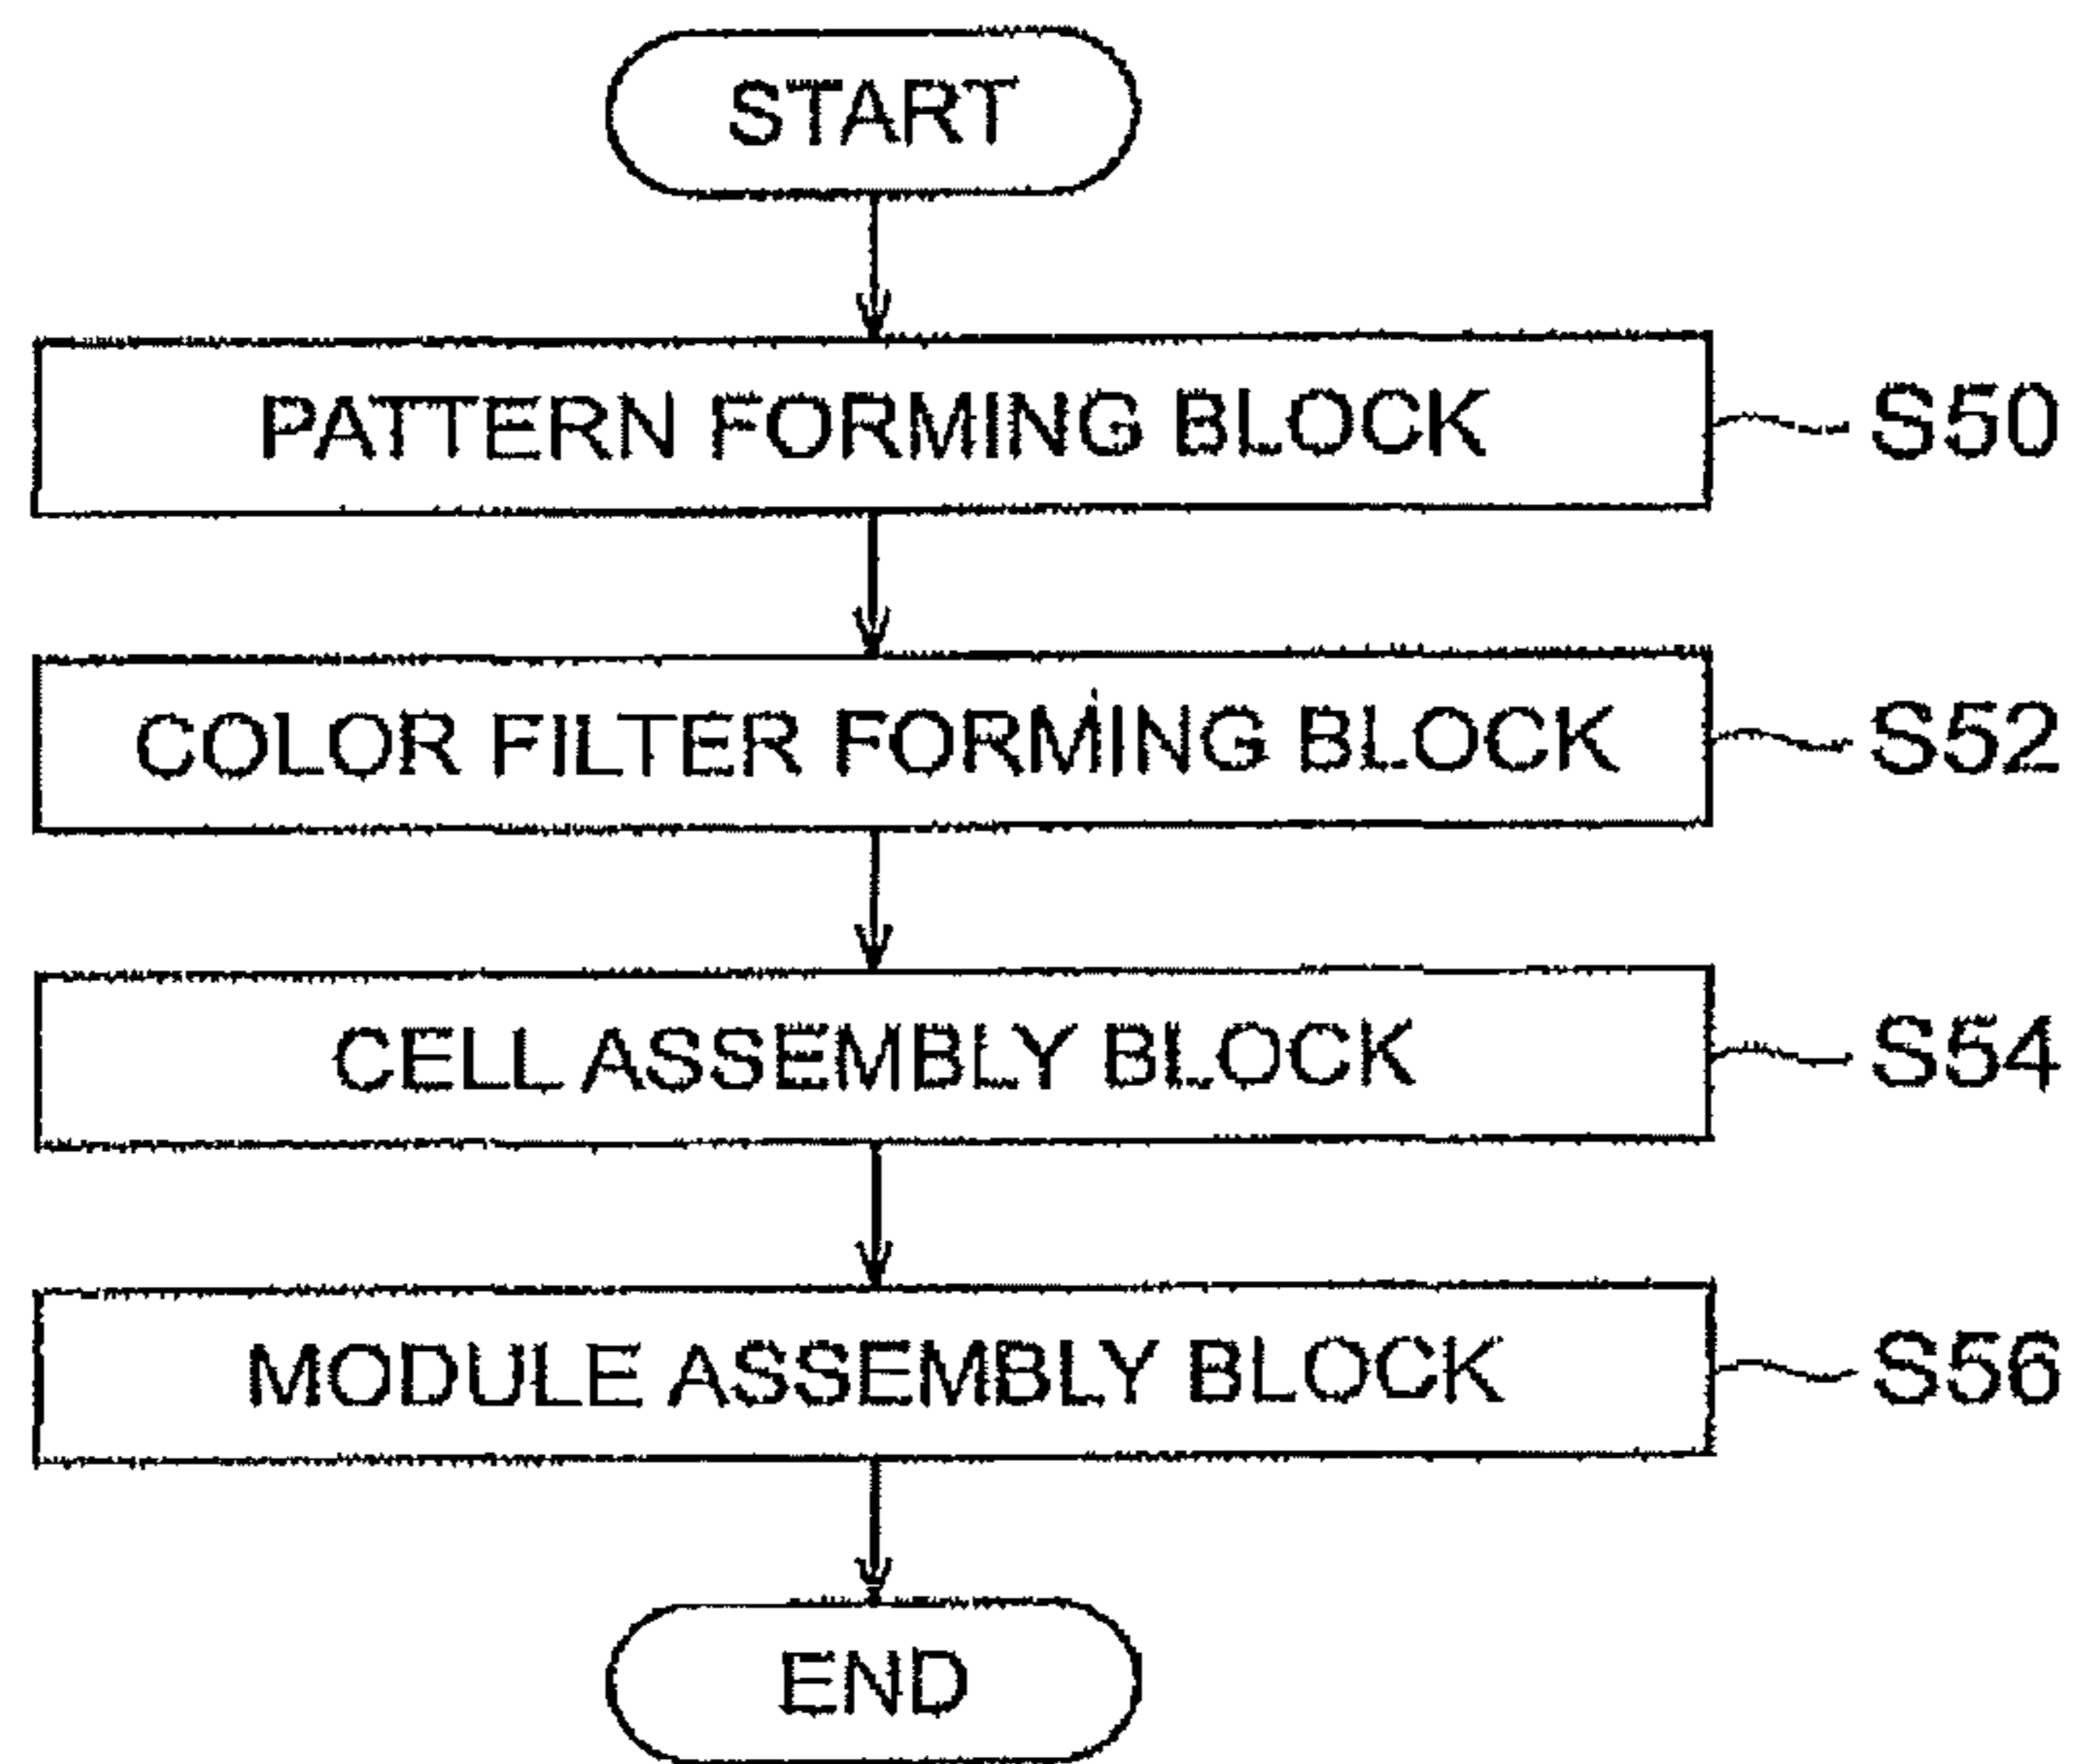 START
PATTERN FORMING BLOCK S50
COLOR FILTER FORMING BLOCK S52
CELL ASSEMBLY BLOCK S54
MODULE ASSEMBLY BLOCK S56
END